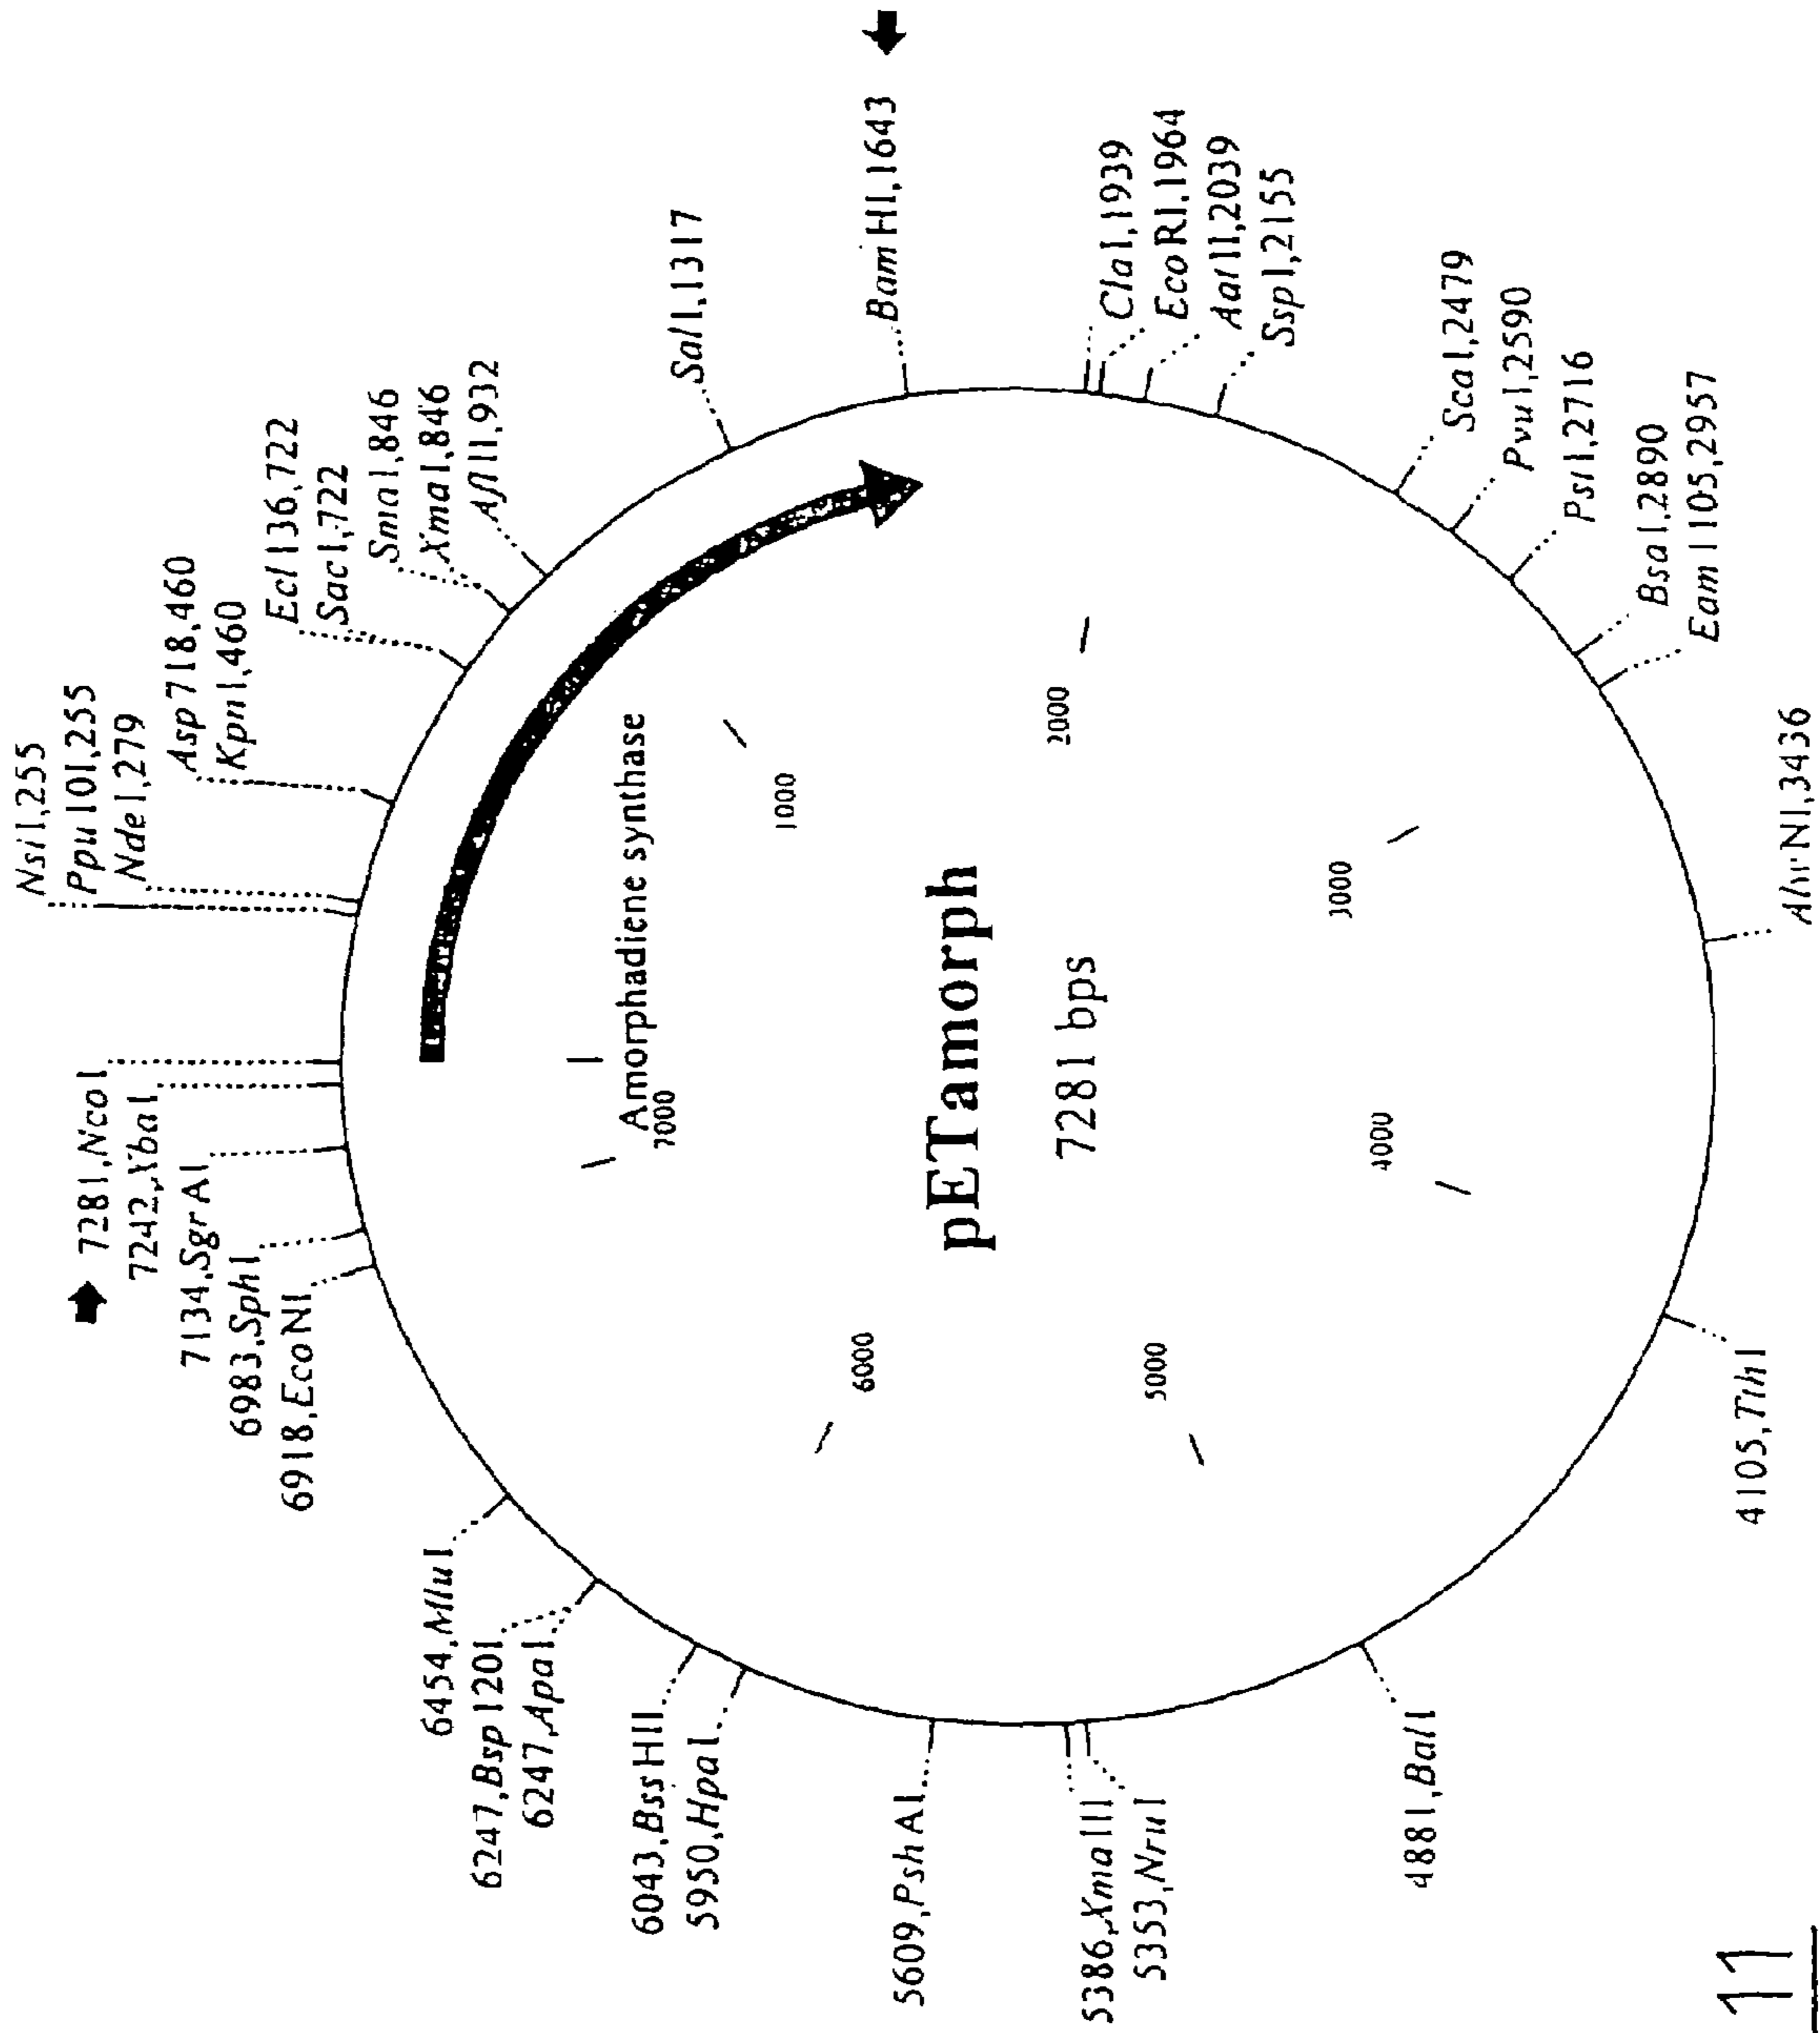 7281,NcoI
7242,XbaI
7134,SgrAI
6983,SphI
6918,EcoNI
6454,MluI
6247,Bsp120I
6247,ApaI
6043,BssHII
5950,HpaI
5609,PshAI
5386,XmaIII
5353,NruI
4881,BalI
4105,Tth1
NsiI,255
Ppu10I,255
NdeI,279
Asp718,460
KpnI,460
Ecl136,722
SacI,722
SmaI,846
XmaI,846
AflII,932
SalI,1317
BamHI,1643
ClaI,1939
EcoRI,1964
AatII,2039
SspI,2155
ScaI,2479
PvuI,2590
PstI,2716
BsaI,2890
Eam1105,2957
AlwNI,3436
Amorphadiene synthase
7000
1000
6000
2000
pETamorph
7281 bps
5000
3000
4000
11